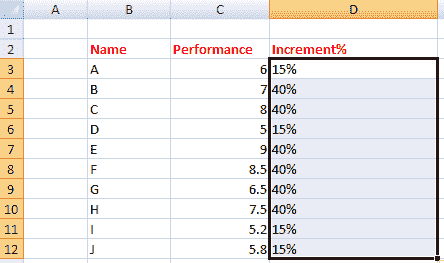 A B C D
1
2 Name Performance Increment%
3 A 6 15%
4 B 7 40%
5 C 8 40%
6 D 5 15%
7 E 9 40%
8 F 8.5 40%
9 G 6.5 40%
10 H 7.5 40%
11 I 5.2 15%
12 J 5.8 15%